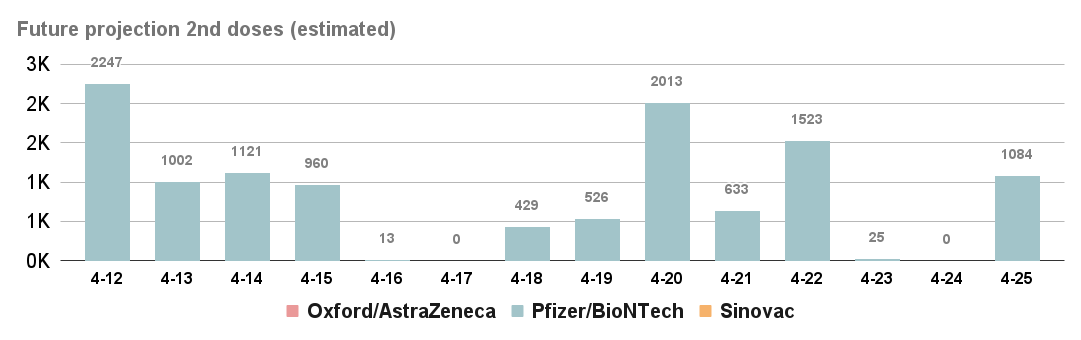 Future projection 2nd doses (estimated)
3K
2K
2K
1K
1K
0K
2247
1002
1121
960
13
0
429
526
2013
633
1523
25
0
1084
4-12 4-13 4-14 4-15 4-16 4-17 4-18 4-19 4-20 4-21 4-22 4-23 4-24 4-25
Oxford/AstraZeneca Pfizer/BioNTech Sinovac